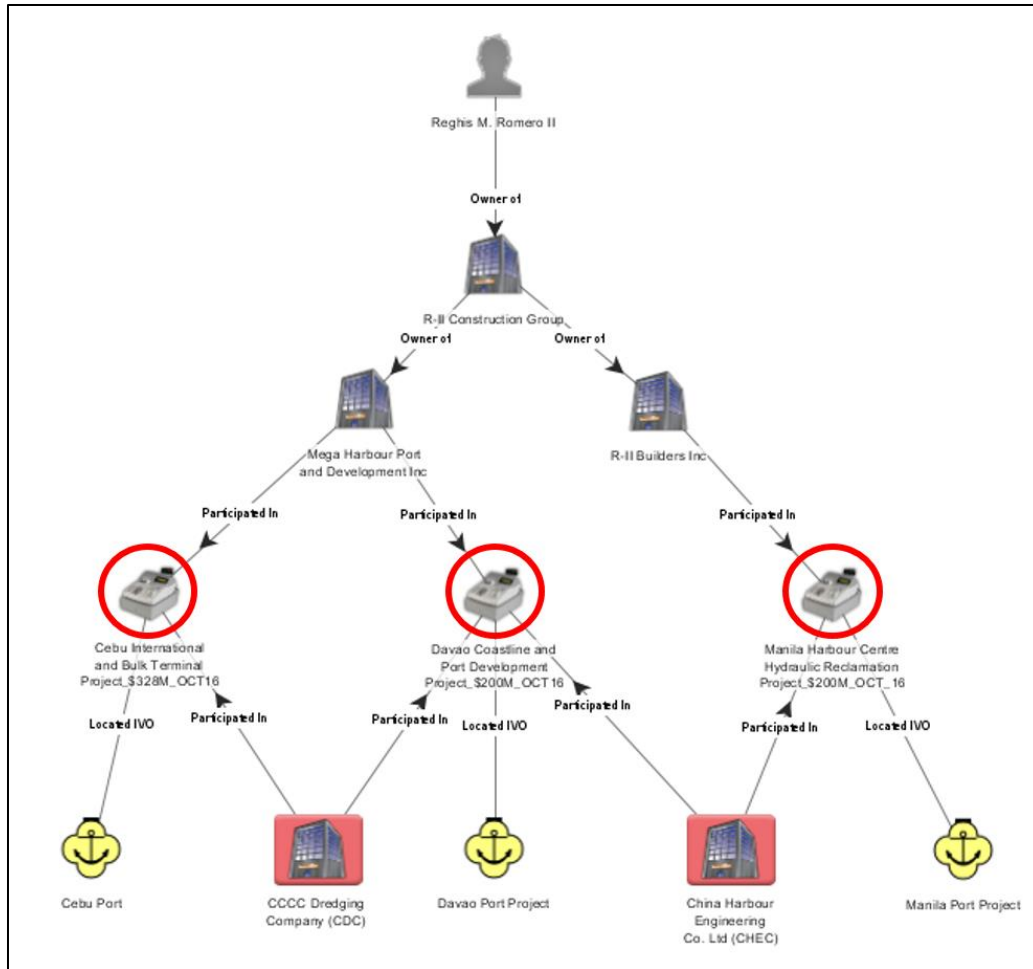 Reghis M. Romero II
Owner of
R-II Construction Group
Owner of
Owner of
Mega Harbour Port
and Development Inc
R-II Builders Inc
Participated In
Participated In
Participated In
Cebu International
and Bulk Terminal
Project_$328M_OCT16
Davao Coastline and
Port Development
Project_$200M_OCT16
Manila Harbour Centre
Hydraulic Reclamation
Project_$200M_OCT_16
Located IVO
Participated In
Participated In
Located IVO
Participated In
Participated In
Located IVO
Cebu Port
CCCC Dredging
Company (CDC)
Davao Port Project
China Harbour
Engineering
Co. Ltd (CHEC)
Manila Port Project